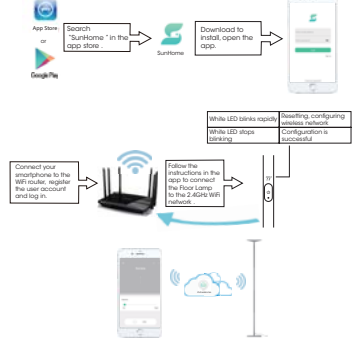 App Store
or
Google Play
Search
"SunHome " in the
app store .
SunHome
Download to
install, open the
app.
White LED blinks rapidly
Resetting, configuring
wireless network
White LED stops
blinking
Configuration is
successful
Connect your
smartphone to the
WiFi router, register
the user account
and log in.
Follow the
instructions in the
app to connect
the Floor Lamp
to the 2.4GHz WiFi
network .